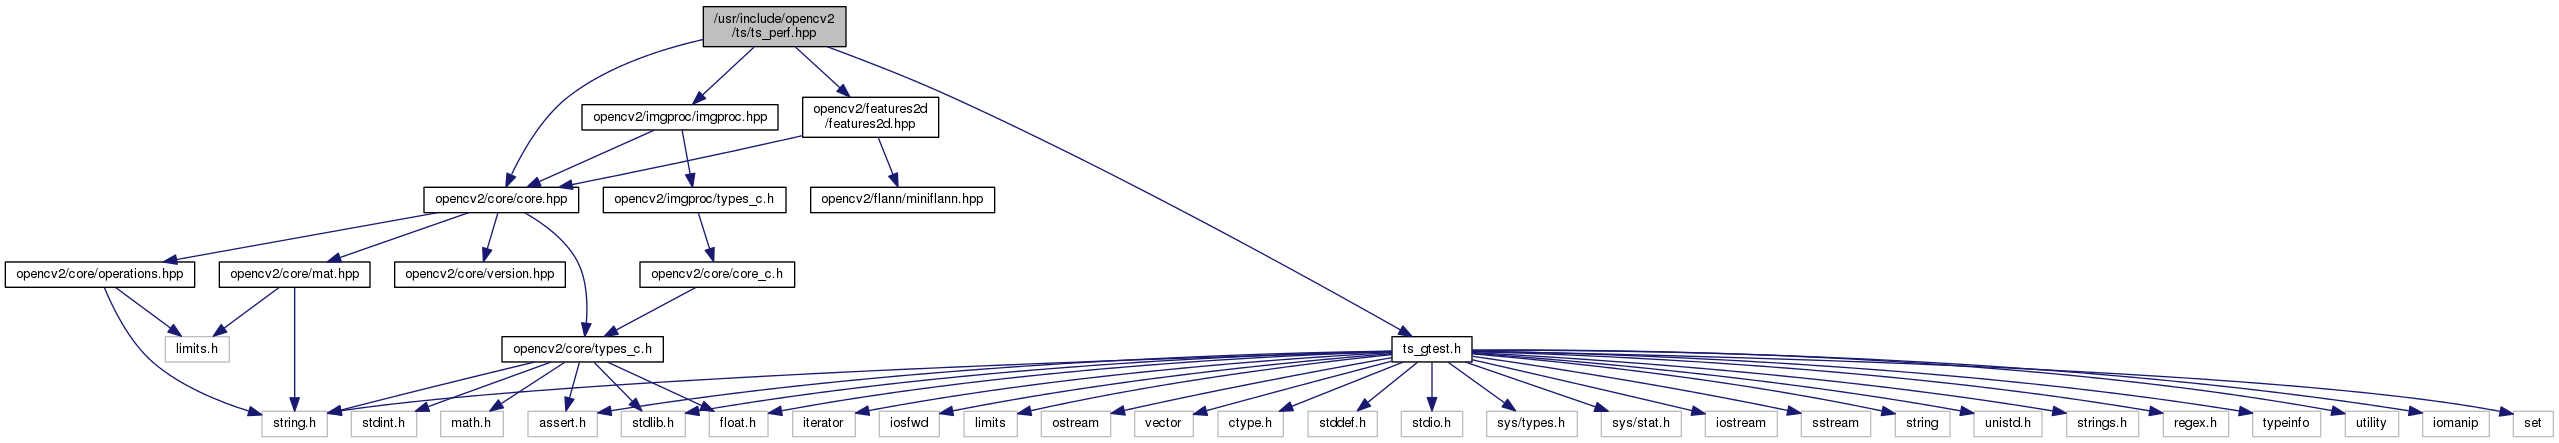 /usr/include/opencv2
/ts/ts_perf.hpp
opencv2/imgproc/imgproc.hpp
opencv2/features2d
/features2d.hpp
opencv2/core/core.hpp
opencv2/imgproc/types_c.h
opencv2/flann/miniflann.hpp
opencv2/core/operations.hpp
opencv2/core/mat.hpp
opencv2/core/version.hpp
opencv2/core/core_c.h
limits.h
opencv2/core/types_c.h
ts_gtest.h
string.h
stdint.h
math.h
assert.h
stdlib.h
float.h
iterator
iosfwd
limits
ostream
vector
ctype.h
stddef.h
stdio.h
sys/types.h
sys/stat.h
iostream
sstream
string
unistd.h
strings.h
regex.h
typeinfo
utility
iomanip
set